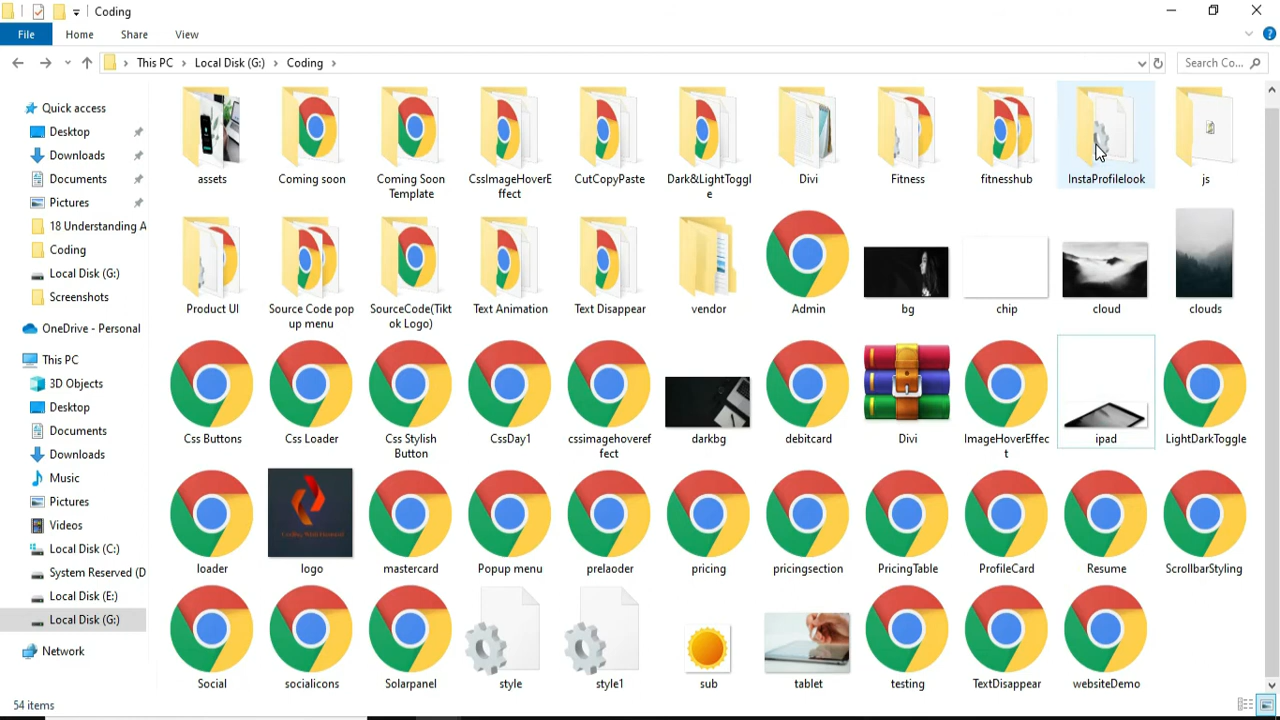 Coding
File Home Share View
This PC Local Disk (G:) Coding
Search Co...
Quick access
Desktop
Downloads
Documents
Pictures
18 Understanding A
Coding
Local Disk (G:)
Screenshots
OneDrive - Personal
This PC
3D Objects
Desktop
Documents
Downloads
Music
Pictures
Videos
Local Disk (C:)
System Reserved (D
Local Disk (E:)
Local Disk (G:)
Network
assets
Coming soon
Coming Soon
Template
CssImageHoverE
ffect
CutCopyPaste
Dark&LightToggl
e
Divi
Fitness
fitnesshub
InstaProfilelook
js
Product UI
Source Code pop
up menu
SourceCode(Tikt
ok Logo)
Text Animation
Text Disappear
vendor
Admin
bg
chip
cloud
clouds
Css Buttons
Css Loader
Css Stylish
Button
CssDay1
cssimagehoveref
fect
darkbg
debitcard
Divi
ImageHoverEffec
t
ipad
LightDarkToggle
loader
logo
mastercard
Popup menu
prelaoder
pricing
pricingsection
PricingTable
ProfileCard
Resume
ScrollbarStyling
Social
socialicons
Solarpanel
style
style1
sub
tablet
testing
TextDisappear
websiteDemo
54 items